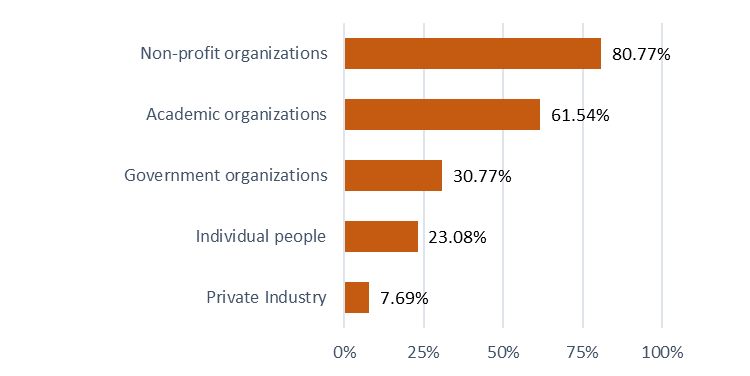 Non-profit organizations 80.77%
Academic organizations 61.54%
Government organizations 30.77%
Individual people 23.08%
Private Industry 7.69%
0% 25% 50% 75% 100%